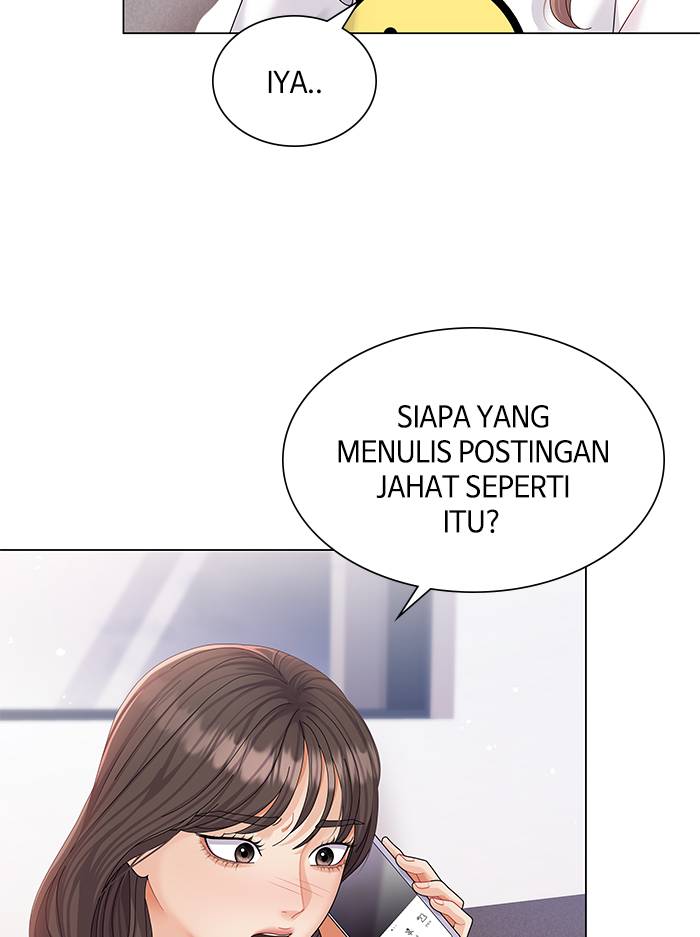 IYA..
SIAPA YANG
MENULIS POSTINGAN
JAHAT SEPERTI
ITU?